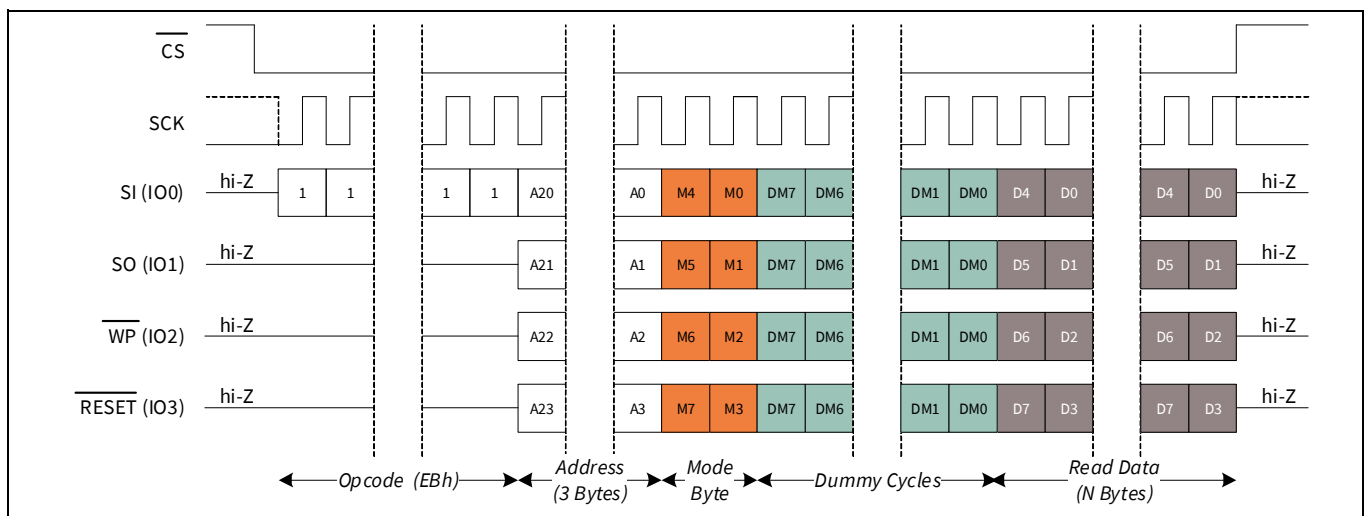 CS
SCK
SI (IO0) hi-Z 1 1 1 1 A20 A0 M4 M0 DM7 DM6 DM1 DM0 D4 D0 D4 D0 hi-Z
SO (IO1) hi-Z A21 A1 M5 M1 DM7 DM6 DM1 DM0 D5 D1 D5 D1 hi-Z
WP (IO2) hi-Z A22 A2 M6 M2 DM7 DM6 DM1 DM0 D6 D2 D6 D2 hi-Z
RESET (IO3) hi-Z A23 A3 M7 M3 DM7 DM6 DM1 DM0 D7 D3 D7 D3 hi-Z
Opcode (EBh) Address Mode Dummy Cycles Read Data
(3 Bytes) Byte (N Bytes)